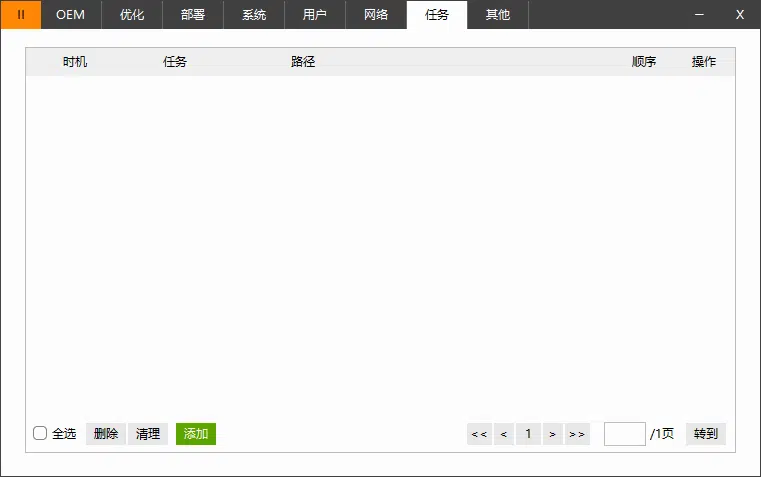 II OEM 优化 部署 系统 用户 网络 任务 其他 — X
时机 任务 路径 顺序 操作
全选 删除 清理 添加 << < 1 > >> /1页 转到